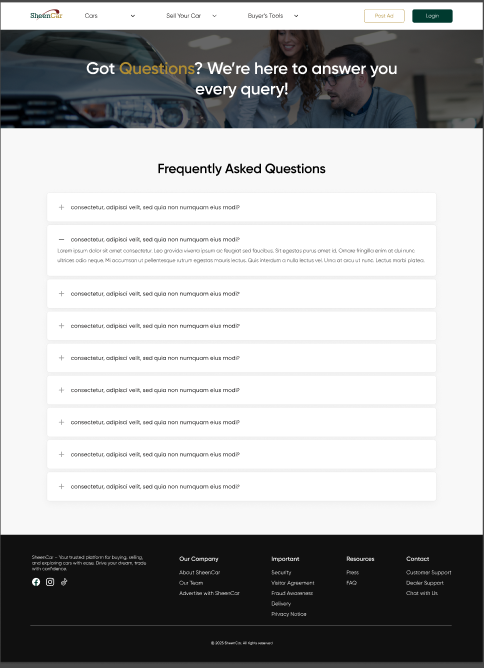 SheenCar
Cars
Sell Your Car
Buyer's Tools
Post Ad
Login
Got Questions? We're here to answer you
every query!
Frequently Asked Questions
consectetur, adipisci velit, sed quia non numquam eius modi?
consectetur, adipisci velit, sed quia non numquam eius modi?
Lorem ipsum dolor sit amet consectetur. Leo gravida viverra ipsum ac feugiat sed faucibus. Sit egestas purus amet id. Ornare fringilla enim at dui nunc
ultrices odio neque. Mi accumsan ut pellentesque rutrum egestas mauris lectus. Quis interdum a nulla lectus vel. Urna at arcu ut nunc. Lectus morbi platea.
consectetur, adipisci velit, sed quia non numquam eius modi?
consectetur, adipisci velit, sed quia non numquam eius modi?
consectetur, adipisci velit, sed quia non numquam eius modi?
consectetur, adipisci velit, sed quia non numquam eius modi?
consectetur, adipisci velit, sed quia non numquam eius modi?
consectetur, adipisci velit, sed quia non numquam eius modi?
consectetur, adipisci velit, sed quia non numquam eius modi?
SheenCar – Your trusted platform for buying, selling,
and exploring cars with ease. Drive your dream, trade
with confidence.
Our Company
About SheenCar
Our Team
Advertise with SheenCar
Important
Security
Visitor Agreement
Fraud Awareness
Delivery
Privacy Notice
Resources
Press
FAQ
Contact
Customer Support
Dealer Support
Chat with Us
© 2025 SheenCar. All rights reserved